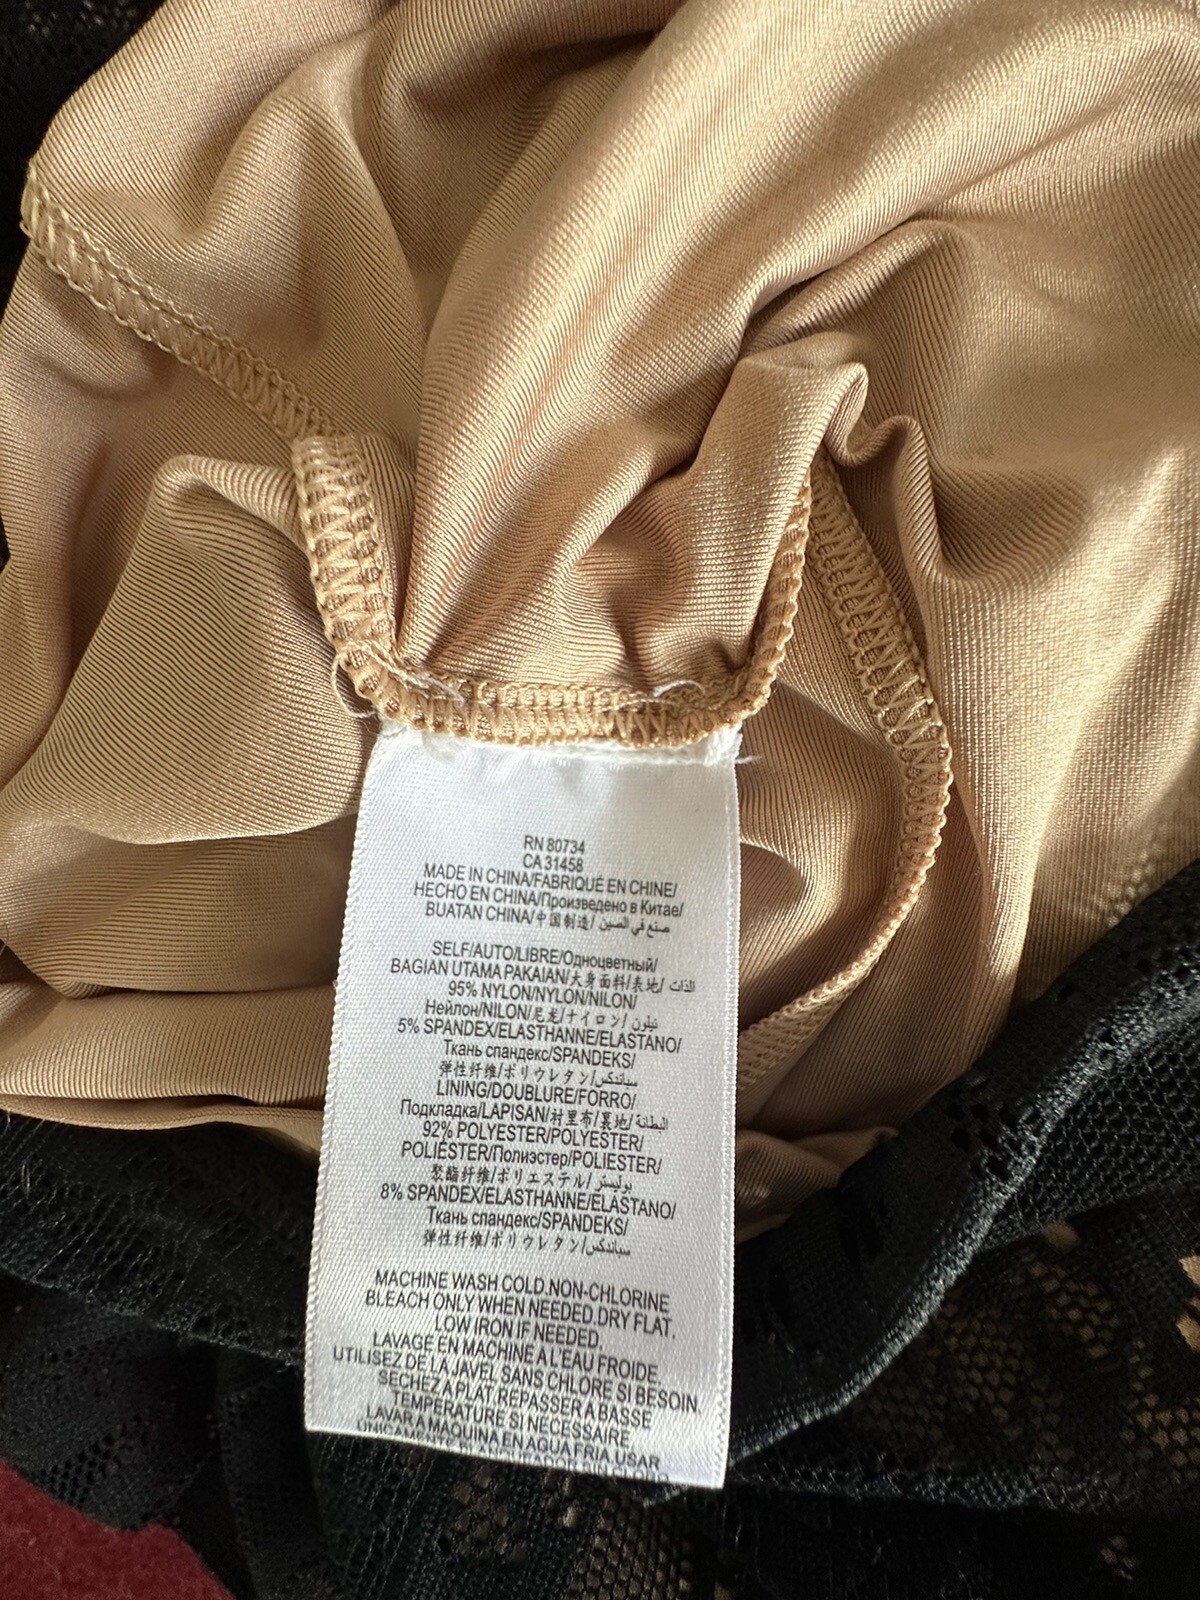 RN 80734
CA 31458
MADE IN CHINA/FABRIQUÉ EN CHINE/
HECHO EN CHINA/Произведено в Китае/
BUATAN CHINA/中国制造/ صنع في الصين
SELF/AUTO/LIBRE/Одноцветный/
BAGIAN UTAMA PAKAIAN/大身面料/表地/ الذات
95% NYLON/NYLON/NILON/
Нейлон/NILON/尼龙/ナイロン/ نيلون
5% SPANDEX/ELASTHANNE/ELASTANO/
Ткань спандекс/SPANDEKS/
弹性纤维/ポリウレタン/سباندكس
LINING/DOUBLURE/FORRO/
Подкладка/LAPISAN/衬里布/裏地/البطانة
92% POLYESTER/POLYESTER/
POLIÉSTER/Полиэстер/POLIESTER/
聚酯纤维/ポリエステル/ بوليستر
8% SPANDEX/ELASTHANNE/ELASTANO/
Ткань спандекс/SPANDEKS/
弹性纤维/ポリウレタン/سباندكس
MACHINE WASH COLD.NON-CHLORINE
BLEACH ONLY WHEN NEEDED.DRY FLAT.
LOW IRON IF NEEDED.
LAVAGE EN MACHINE A L'EAU FROIDE
UTILISEZ DE LA JAVEL SANS CHLORE SI BESOIN.
SECHEZ A PLAT REPASSER A BASSE
TEMPERATURE SI NECESSAIRE
LAVAR A MAQUINA EN AGUA FRIA.USAR
UNICAMENTE